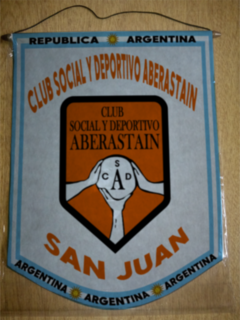 REPUBLICA ARGENTINA
CLUB SOCIAL Y DEPORTIVO ABERASTAIN
CLUB
SOCIAL Y DEPORTIVO
ABERASTAIN
S
C A D
SAN JUAN
ARGENTINA ARGENTINA ARGENTINA